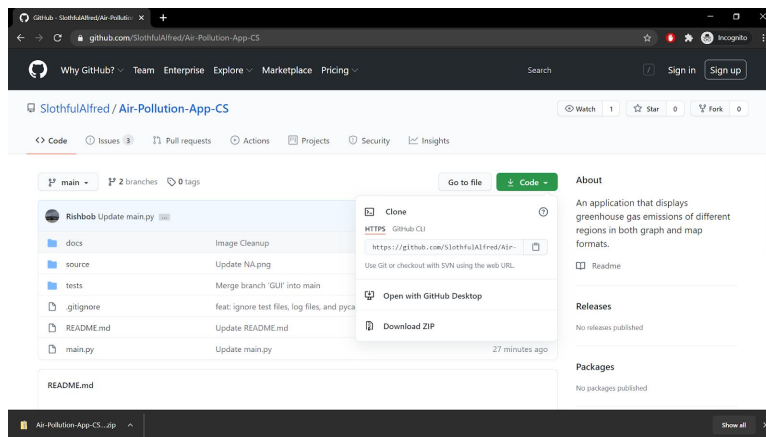 GitHub - SlothfulAlfred/Air-Pollutio
github.com/SlothfulAlfred/Air-Pollution-App-CS
Incognito
Why GitHub? Team Enterprise Explore Marketplace Pricing Search / Sign in Sign up
SlothfulAlfred / Air-Pollution-App-CS Watch 1 Star 0 Fork 0
Code Issues 3 Pull requests Actions Projects Security Insights
main 2 branches 0 tags Go to file Code
Rishbob Update main.py ...
docs Image Cleanup
source Update NA.png
tests Merge branch 'GUI' into main
.gitignore feat: ignore test files, log files, and pyca
README.md Update README.md
main.py Update main.py 27 minutes ago
README.md
Clone
HTTPS GitHub CLI
https://github.com/SlothfulAlfred/Air-
Use Git or checkout with SVN using the web URL.
Open with GitHub Desktop
Download ZIP
About
An application that displays
greenhouse gas emissions of different
regions in both graph and map
formats.
Readme
Releases
No releases published
Packages
No packages published
Air-Pollution-App-CS...zip Show all